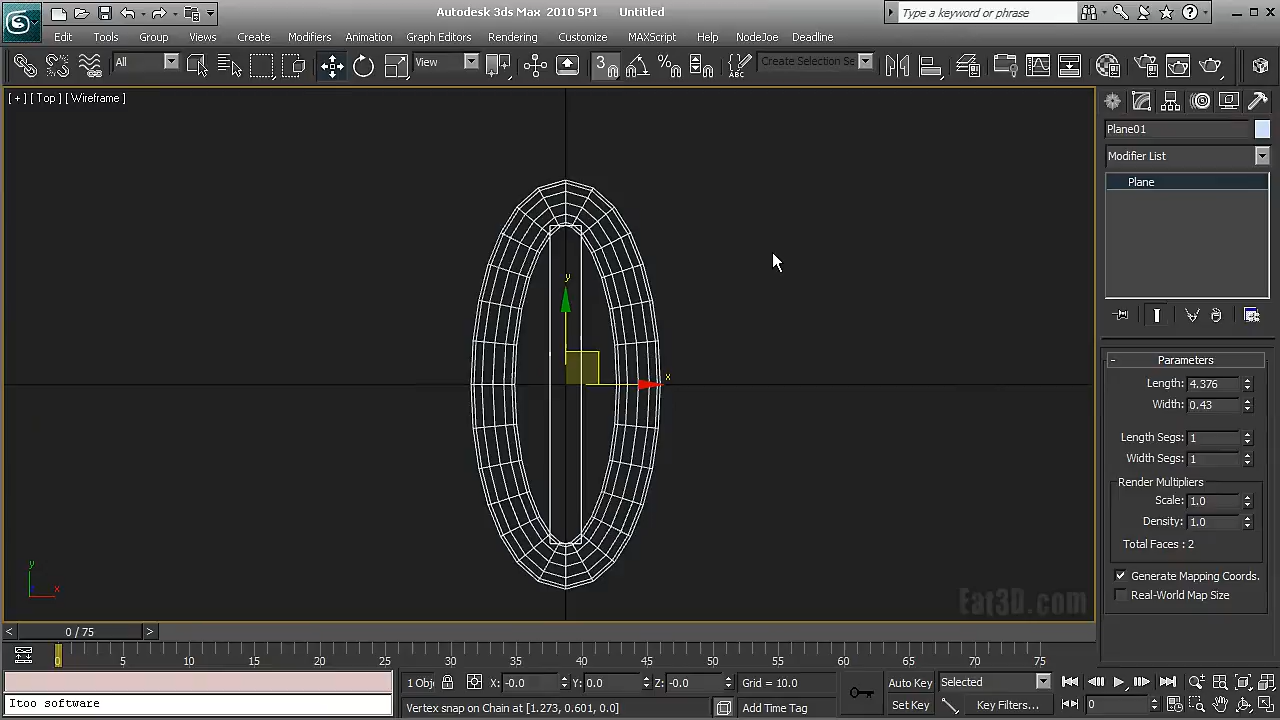 Autodesk 3ds Max 2010 SP1 Untitled
Type a keyword or phrase
File Edit Tools Group Views Create Modifiers Animation Graph Editors Rendering Customize MAXScript Help NodeJoe Deadline
All
View
3
ABC
Create Selection Se
[ + ] [ Top ] [ Wireframe ]
Plane01
Modifier List
Plane
y
x
Parameters
Length: 4.376
Width: 0.43
Length Segs: 1
Width Segs: 1
Render Multipliers
Scale: 1.0
Density: 1.0
Total Faces : 2
Generate Mapping Coords.
Real-World Map Size
y
x
Eat3D.com
< 0 / 75 >
0 5 10 15 20 25 30 35 40 45 50 55 60 65 70 75
1 Obj X: -0.0 Y: 0.0 Z: -0.0 Grid = 10.0 Auto Key Selected
Itoo software
Vertex snap on Chain at [1.273, 0.601, 0.0] Add Time Tag Set Key Key Filters... 0